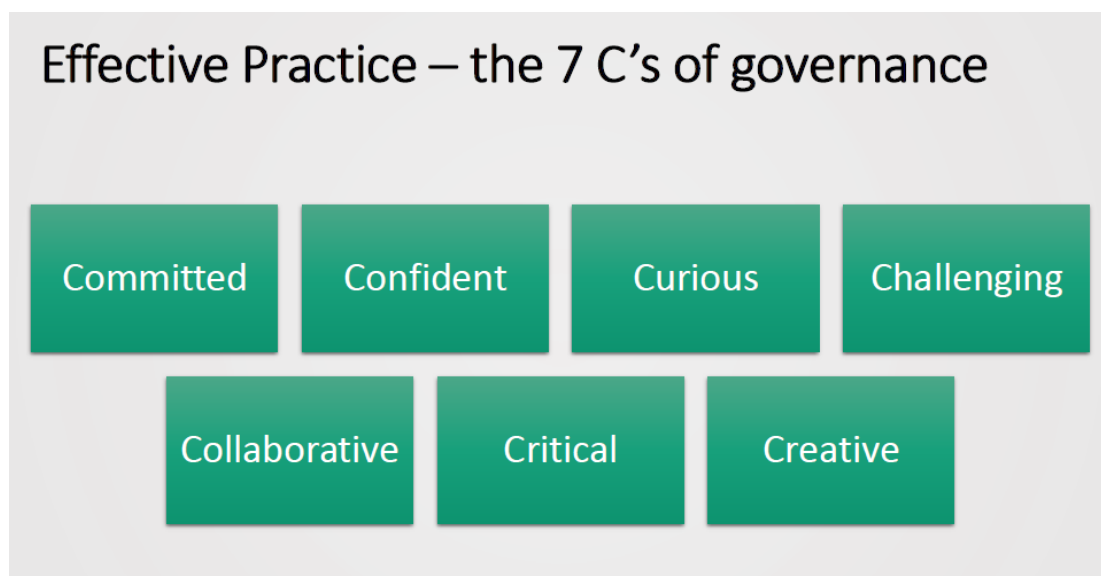 Effective Practice – the 7 C’s of governance
Committed
Confident
Curious
Challenging
Collaborative
Critical
Creative